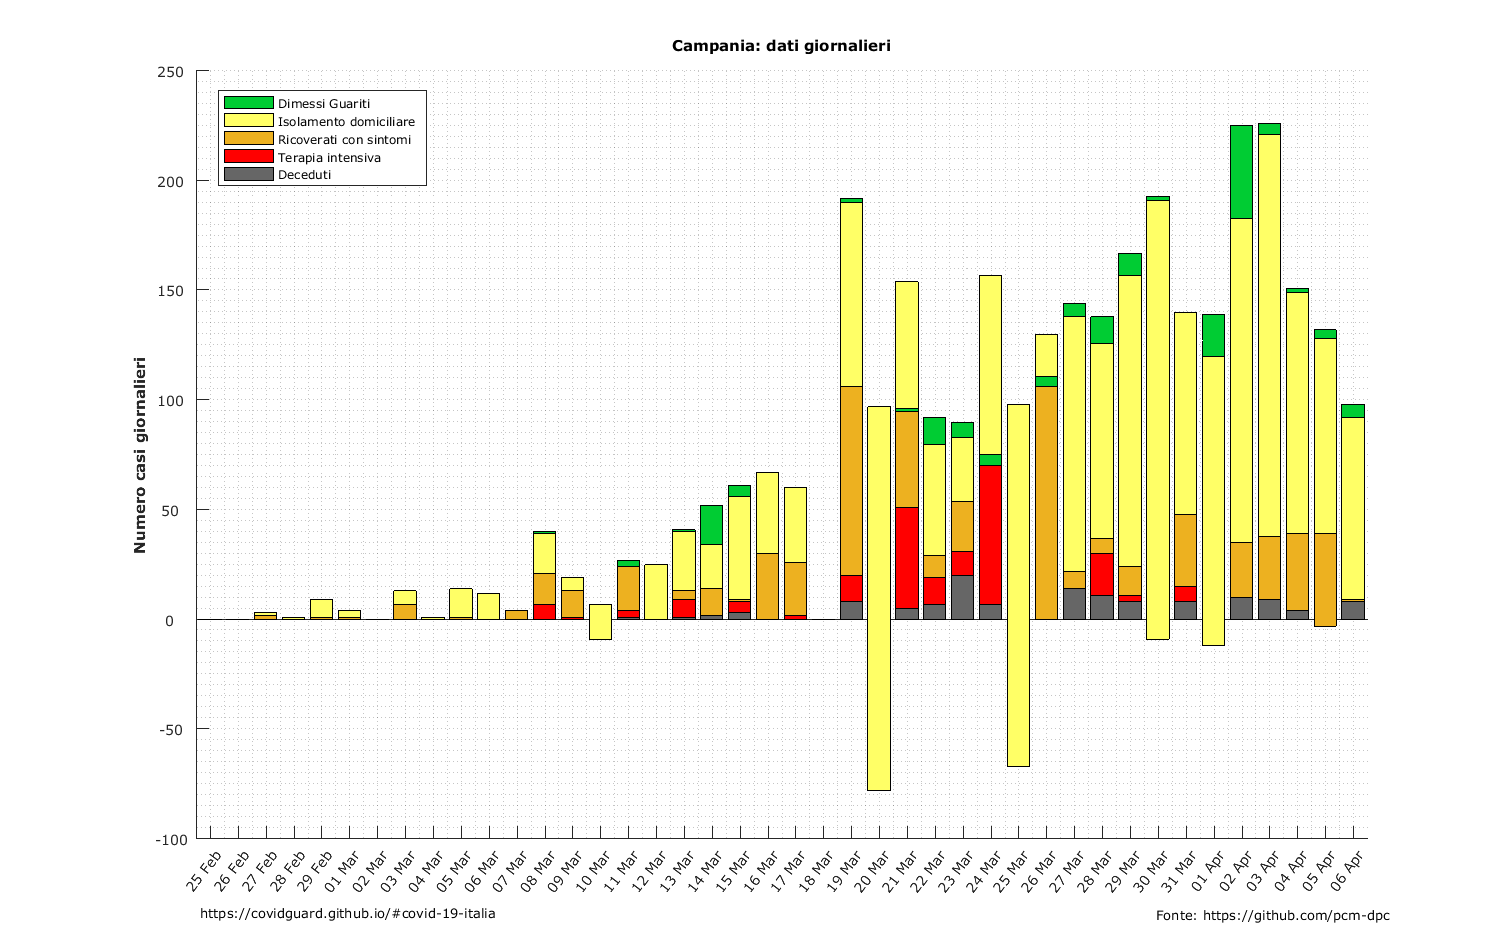 Campania: dati giornalieri
250
200
150
100
50
0
-50
-100
Numero casi giornalieri
Dimessi Guariti
Isolamento domiciliare
Ricoverati con sintomi
Terapia intensiva
Deceduti
25 Feb
26 Feb
27 Feb
28 Feb
29 Feb
01 Mar
02 Mar
03 Mar
04 Mar
05 Mar
06 Mar
07 Mar
08 Mar
09 Mar
10 Mar
11 Mar
12 Mar
13 Mar
14 Mar
15 Mar
16 Mar
17 Mar
18 Mar
19 Mar
20 Mar
21 Mar
22 Mar
23 Mar
24 Mar
25 Mar
26 Mar
27 Mar
28 Mar
29 Mar
30 Mar
31 Mar
01 Apr
02 Apr
03 Apr
04 Apr
05 Apr
06 Apr
https://covidguard.github.io/#covid-19-italia
Fonte: https://github.com/pcm-dpc